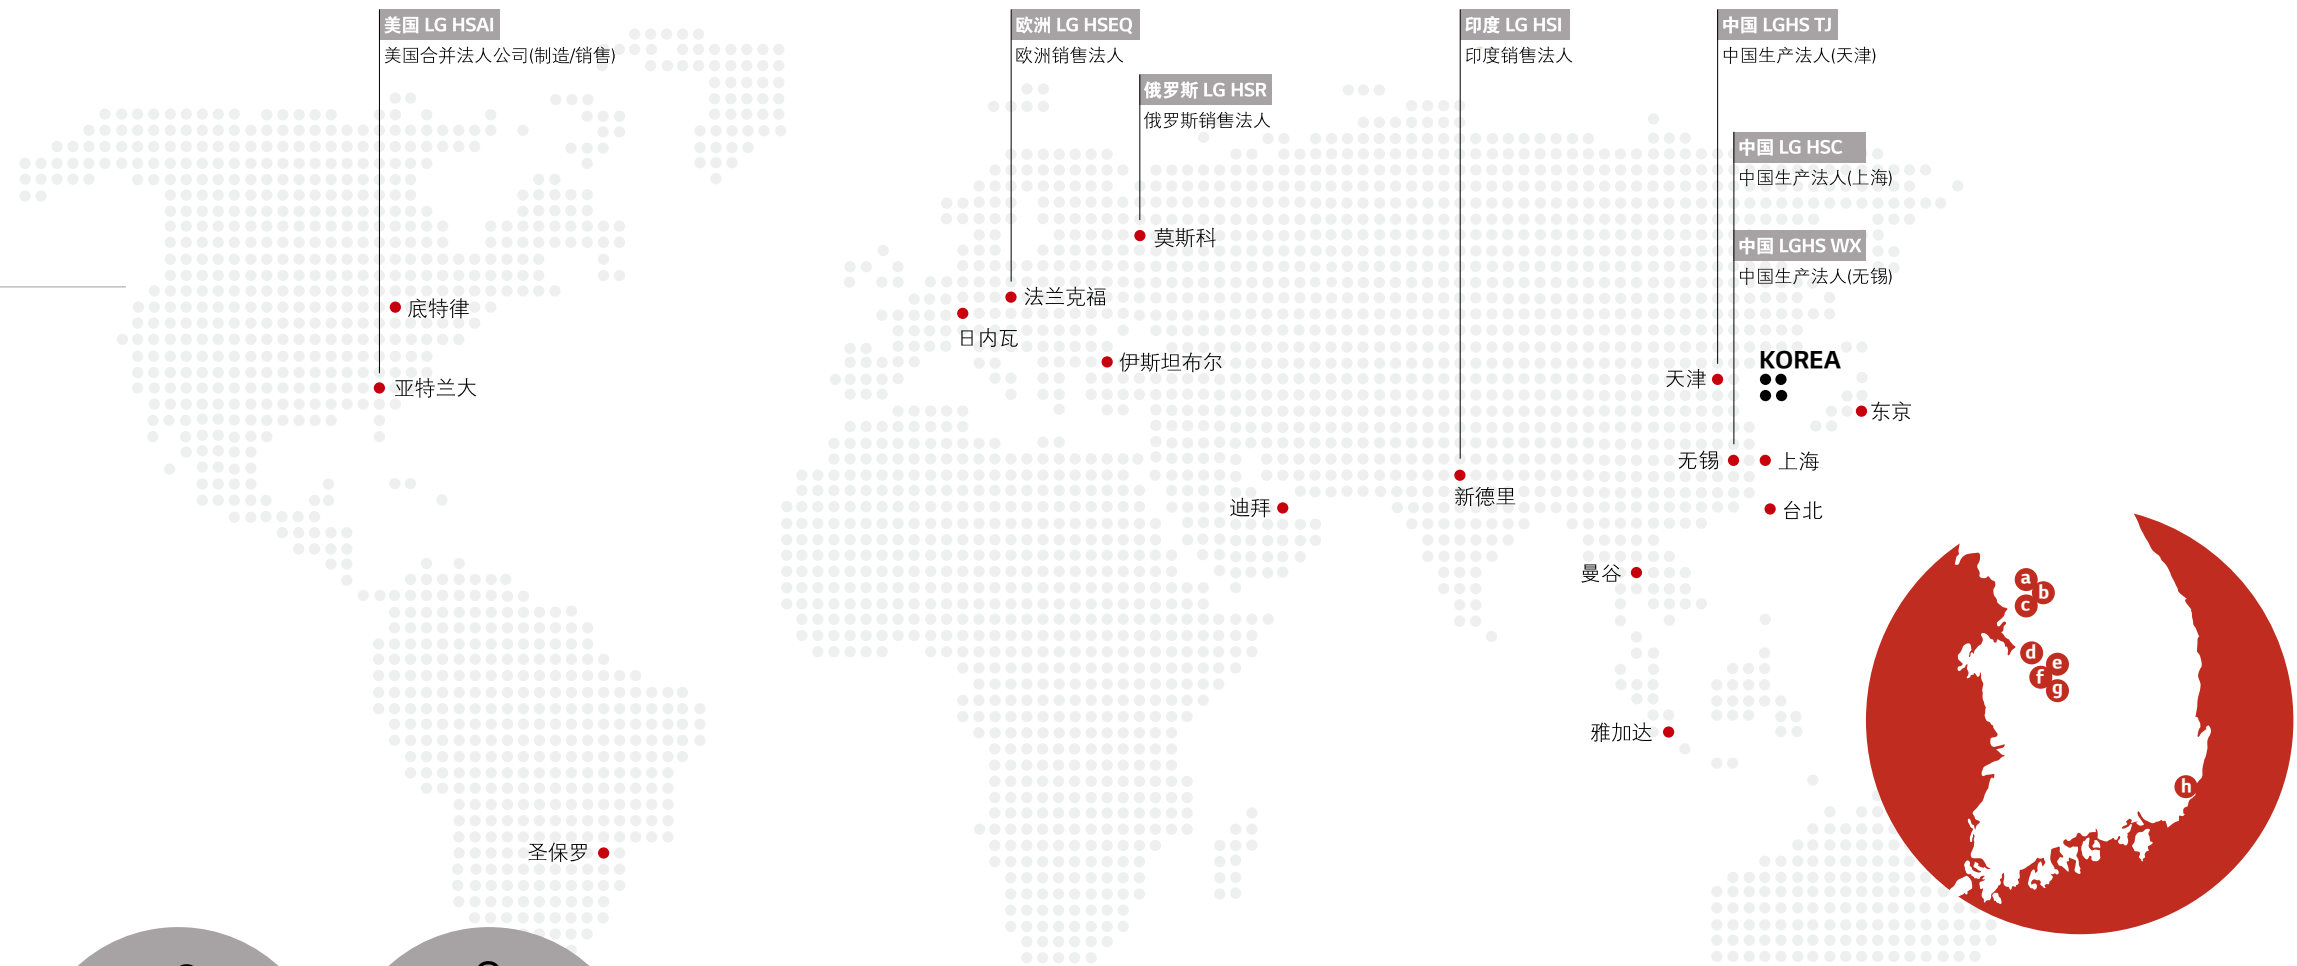 美国 LG HSAI
美国合并法人公司(制造/销售)
欧洲 LG HSEQ
欧洲销售法人
俄罗斯 LG HSR
俄罗斯销售法人
印度 LG HSI
印度销售法人
中国 LGHS TJ
中国生产法人(天津)
中国 LG HSC
中国生产法人(上海)
中国 LGHS WX
中国生产法人(无锡)
莫斯科
法兰克福
底特律
日内瓦
伊斯坦布尔
亚特兰大
天津
KOREA
东京
无锡
上海
新德里
迪拜
台北
曼谷
雅加达
圣保罗
a
b
c
d
e
f
g
h